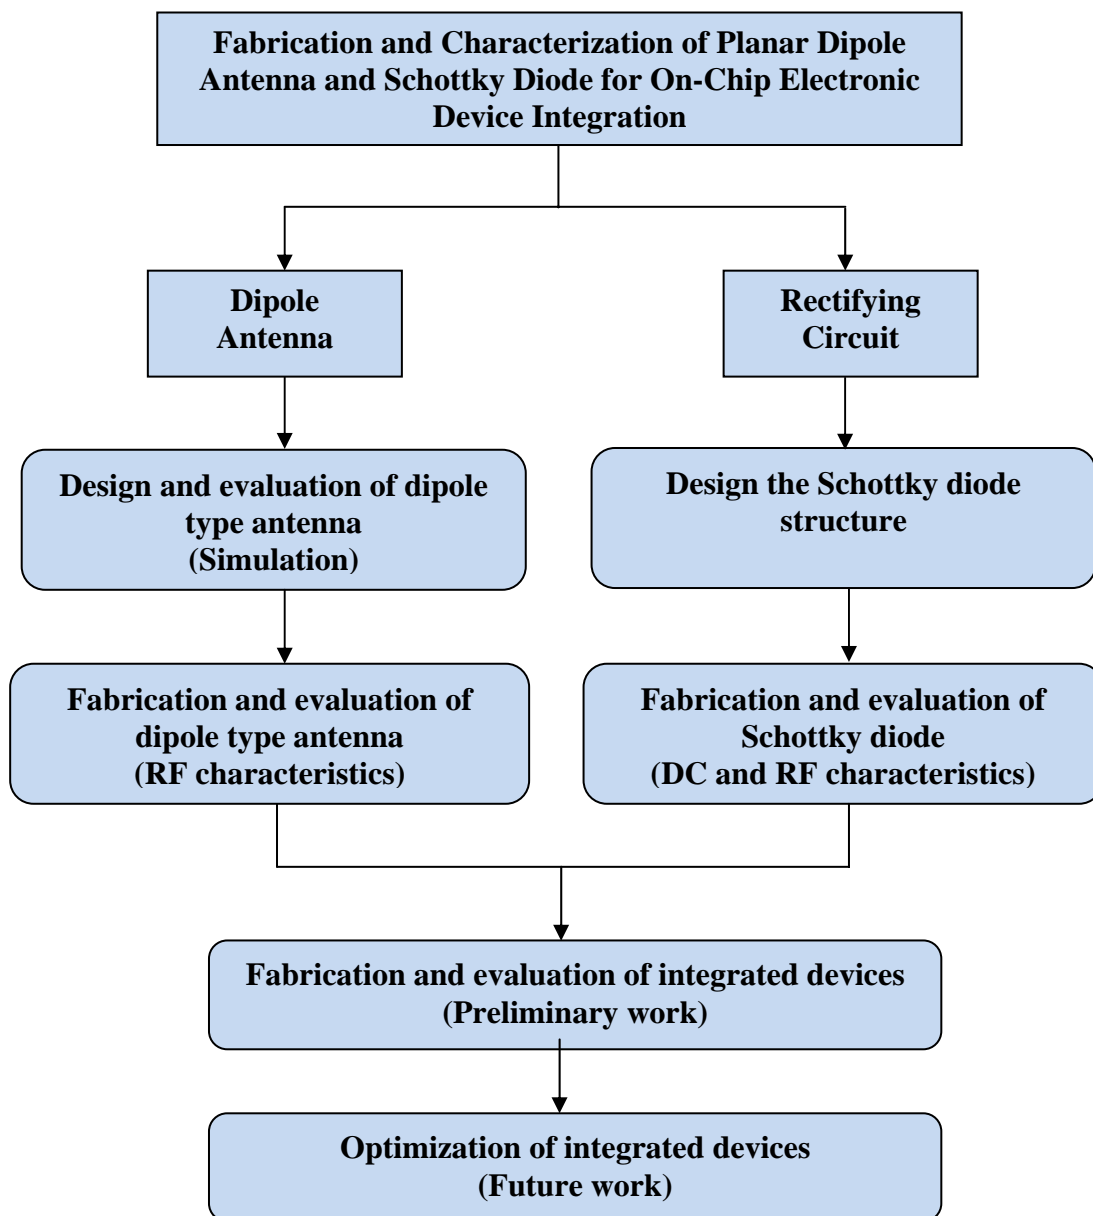 Fabrication and Characterization of Planar Dipole
Antenna and Schottky Diode for On-Chip Electronic
Device Integration
Dipole
Antenna
Rectifying
Circuit
Design and evaluation of dipole
type antenna
(Simulation)
Design the Schottky diode
structure
Fabrication and evaluation of
dipole type antenna
(RF characteristics)
Fabrication and evaluation of
Schottky diode
(DC and RF characteristics)
Fabrication and evaluation of integrated devices
(Preliminary work)
Optimization of integrated devices
(Future work)